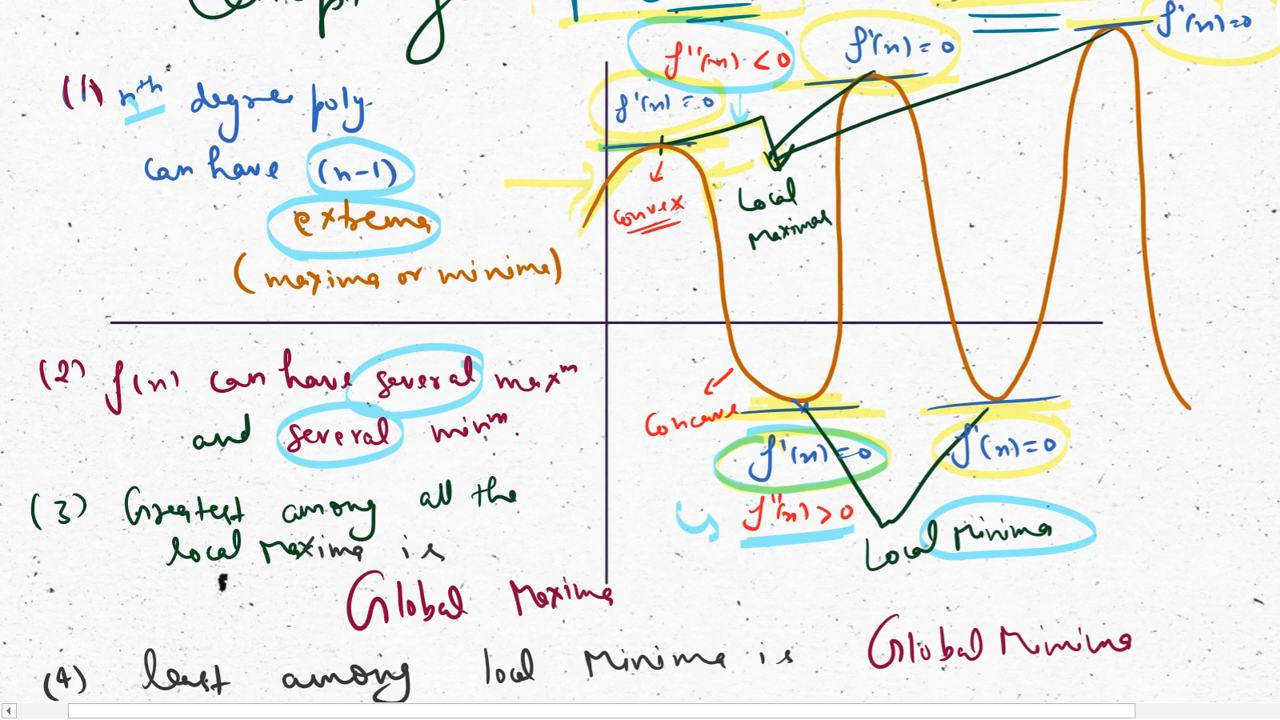 (1) nth degree poly.
can have (n-1)
extrema
(maxima or minima)
(2) f(x) can have several maxm
and several minm.
(3) Greatest among all the
local maxima is
Global Maxima
(4) least among local minima is Global Minima
f'(x)=0
f''(x)<0
f'(x)=0
f'(x)=0
Convex
Local
Maximas
Concave
f'(x)=0
f''(x)>0
f'(x)=0
Local Minima